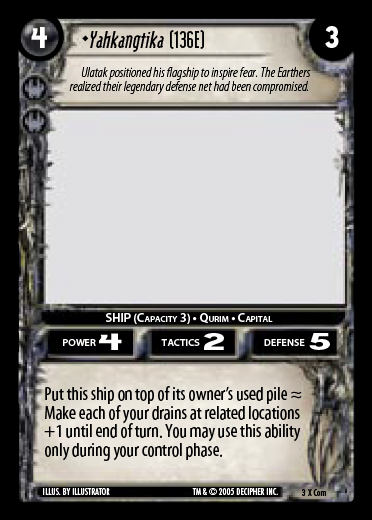 4
•Yahkangtika (136E)
3
Ulatak positioned his flagship to inspire fear. The Earthers
realized their legendary defense net had been compromised.
SHIP (CAPACITY 3) • QURIM • CAPITAL
POWER 4 TACTICS 2 DEFENSE 5
Put this ship on top of its owner's used pile ≈
Make each of your drains at related locations
+1 until end of turn. You may use this ability
only during your control phase.
ILLUS. BY ILLUSTRATOR TM & © 2005 DECIPHER INC. 3 X Com